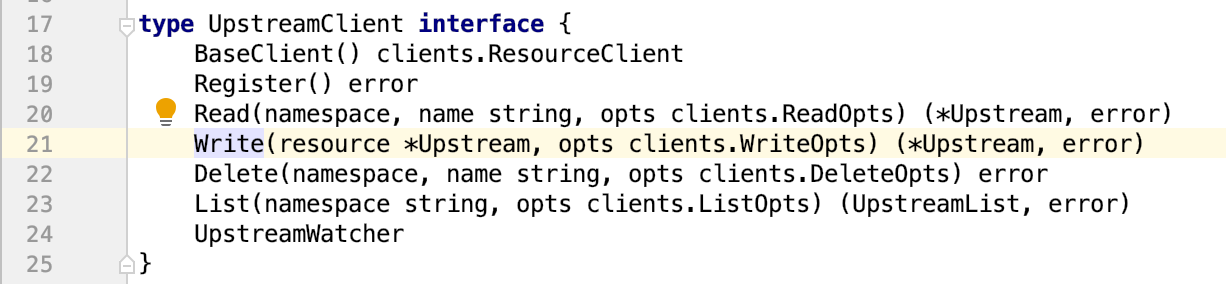 17 type UpstreamClient interface {
18 BaseClient() clients.ResourceClient
19 Register() error
20 Read(namespace, name string, opts clients.ReadOpts) (*Upstream, error)
21 Write(resource *Upstream, opts clients.WriteOpts) (*Upstream, error)
22 Delete(namespace, name string, opts clients.DeleteOpts) error
23 List(namespace string, opts clients.ListOpts) (UpstreamList, error)
24 UpstreamWatcher
25 }